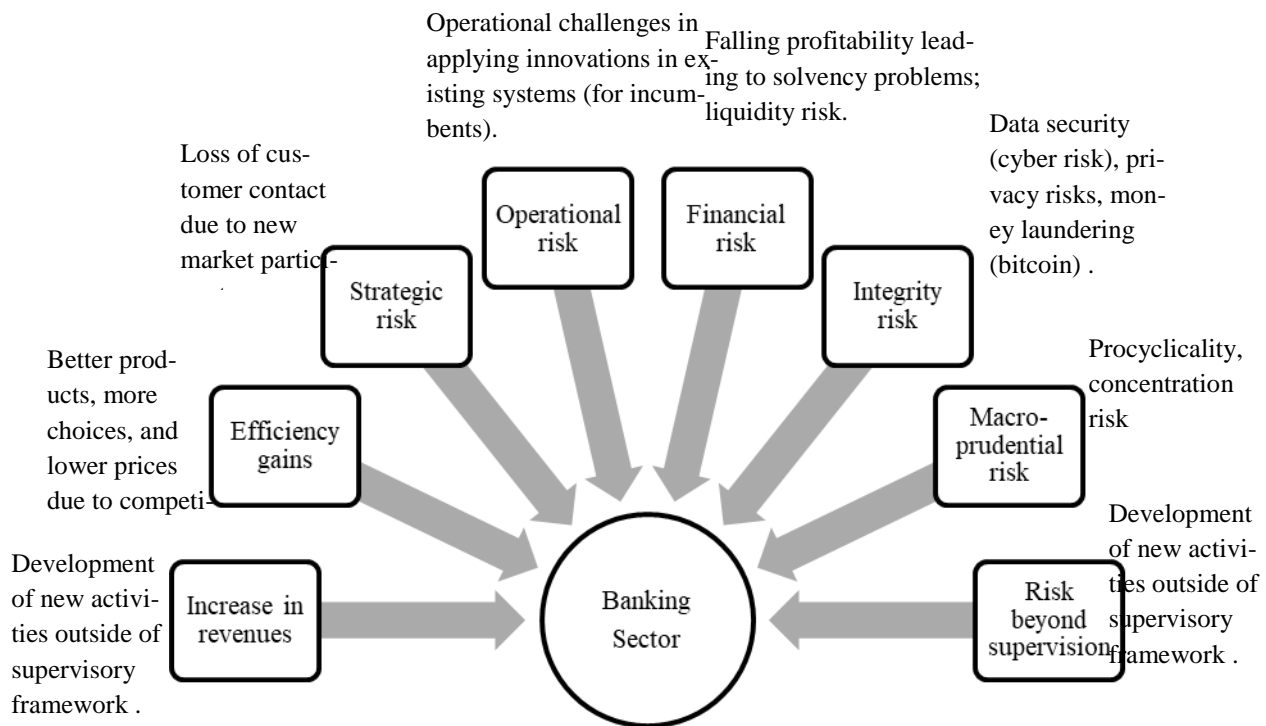 Operational challenges in
applying innovations in ex-
isting systems (for incum-
bents).
Falling profitability lead-
ing to solvency problems;
liquidity risk.
Data security
(cyber risk), pri-
vacy risks, mon-
ey laundering
(bitcoin) .
Loss of cus-
tomer contact
due to new
market partici-
Operational
risk
Financial
risk
Strategic
risk
Integrity
risk
Better prod-
ucts, more
choices, and
lower prices
due to competi-
Efficiency
gains
Procyclicality,
concentration
risk
Macro-
prudential
risk
Development
of new activi-
ties outside of
supervisory
framework .
Increase in
revenues
Banking
Sector
Risk
beyond
supervision
Development
of new activi-
ties outside of
supervisory
framework .